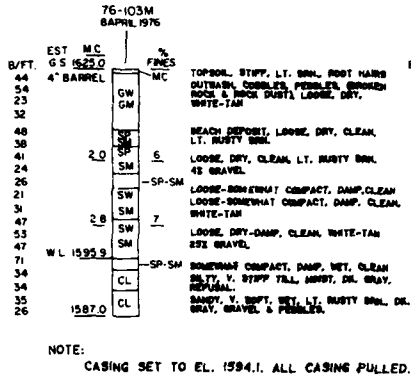 76-103M
8 APRIL 1976
EST M.C. %
B/FT. G S 1625.0 FINES
44 4" BARREL MC TOPSOIL, STIFF, LT. BRN., ROOT HAIRS
54 GW OUTWASH, COBBLES, PEBBLES, (BROKEN
23 GM ROCK & ROCK DUST), LOOSE, DRY,
32 WHITE-TAN
48 SP BEACH DEPOSIT, LOOSE, DRY, CLEAN,
38 SM LT. RUSTY BRN.
41 2.0 SP 6 LOOSE, DRY, CLEAN, LT. RUSTY BRN.
24 SM 4% GRAVEL
26 SP-SM
21 SW LOOSE-SOMEWHAT COMPACT, DAMP, CLEAN
31 SM LOOSE-SOMEWHAT COMPACT, DAMP, CLEAN
47 2.8 7 WHITE-TAN
53 SW LOOSE, DRY-DAMP, CLEAN, WHITE-TAN
47 SM 25% GRAVEL
71 W L 1595.9 SP-SM
34 SOMEWHAT COMPACT, DAMP, WET, CLEAN
34 CL SILTY, V. STIFF TILL, MOIST, DK. GRAY,
REFUSAL.
35 CL SANDY, V. SOFT, WET, LT. RUSTY BRN., DK.
26 1587.0 GRAY, GRAVEL & PEBBLES.
NOTE:
CASING SET TO EL. 1594.1. ALL CASING PULLED.